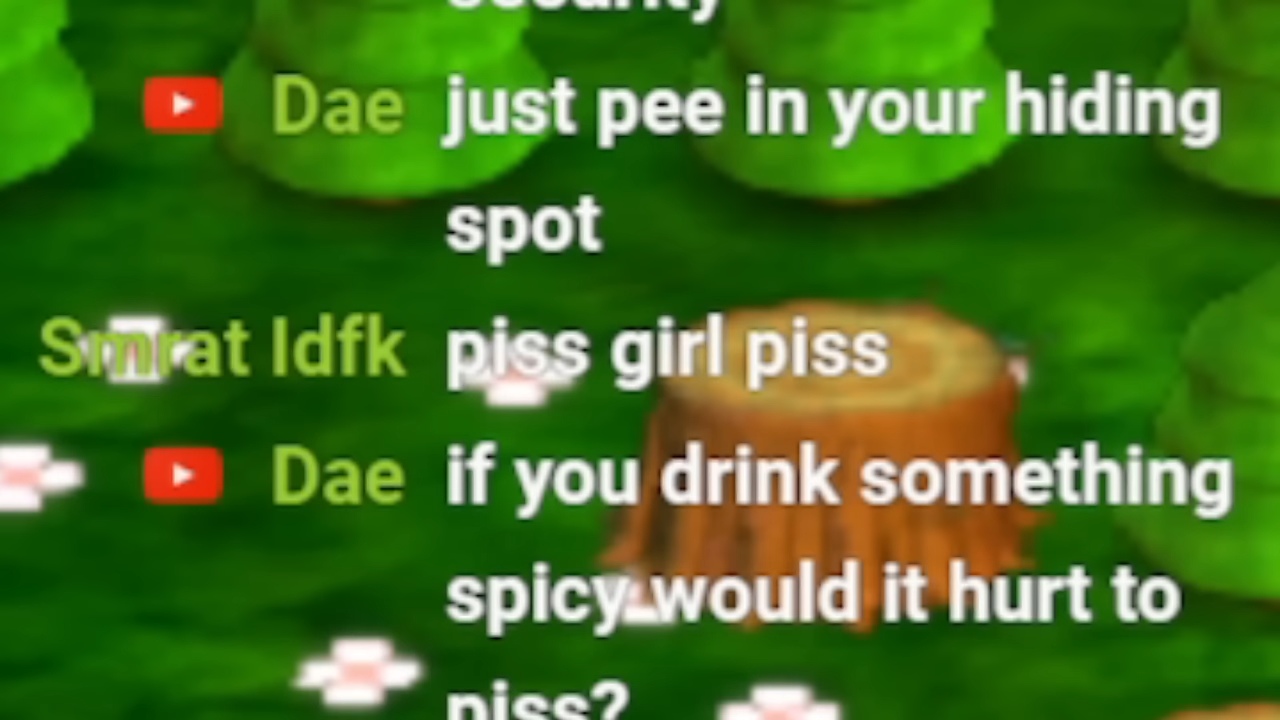 security
Dae just pee in your hiding
spot
Smrat Idfk piss girl piss
Dae if you drink something
spicy would it hurt to
piss?